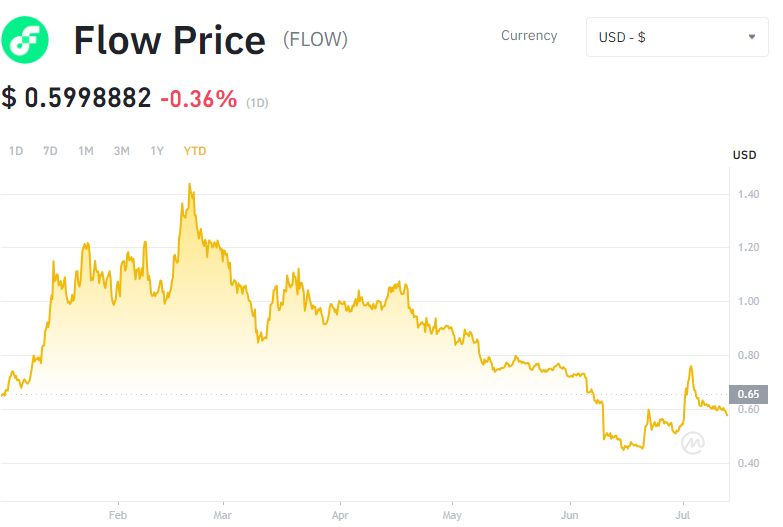 Flow Price (FLOW)
Currency
USD - $
$ 0.5998882 -0.36% (1D)
1D 7D 1M 3M 1Y YTD
USD
1.40
1.20
1.00
0.80
0.65
0.60
0.40
Feb Mar Apr May Jun Jul